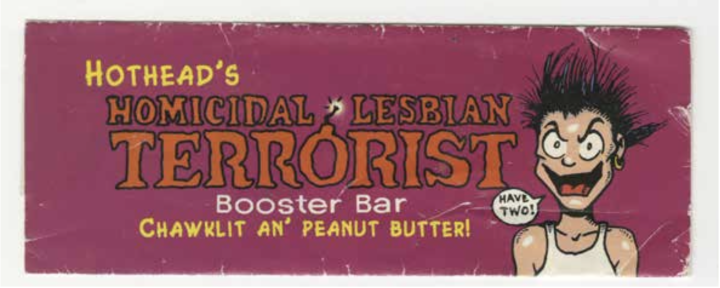 HOTHEAD'S
HOMICIDAL LESBIAN
TERRORIST
Booster Bar
CHAWKLIT AN' PEANUT BUTTER!
HAVE
TWO!